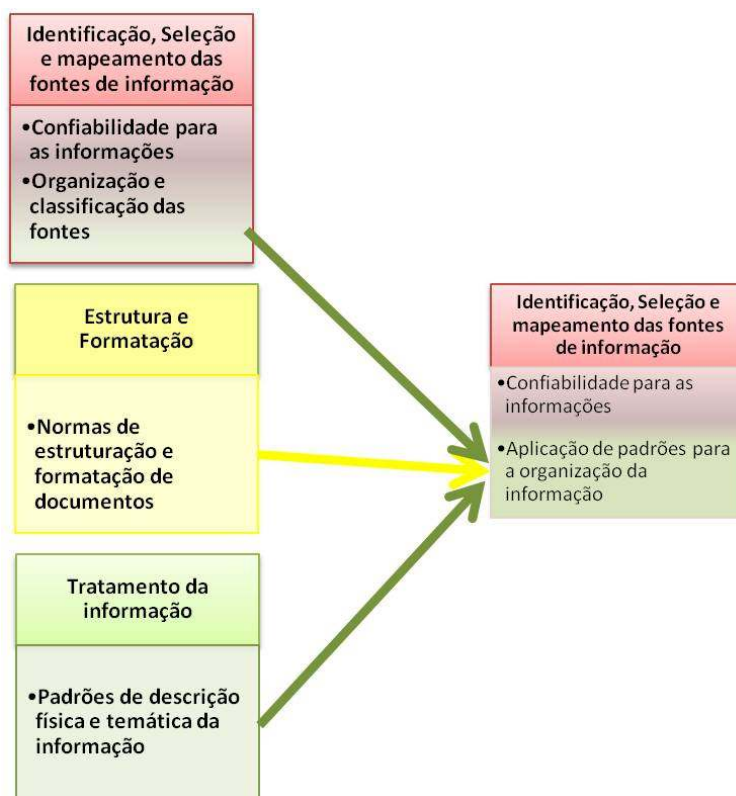 Identificação, Seleção
e mapeamento das
fontes de informação
•Confiabilidade para
as informações
•Organização e
classificação das
fontes
Estrutura e
Formatação
•Normas de
estruturação e
formatação de
documentos
Tratamento da
informação
•Padrões de descrição
física e temática da
informação
Identificação, Seleção e
mapeamento das fontes
de informação
•Confiabilidade para as
informações
•Aplicação de padrões para
a organização da
informação